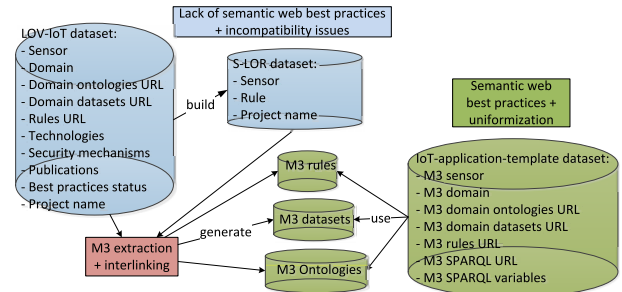 Lack of semantic web best practices
+ incompatibility issues
LOV-IoT dataset:
- Sensor
- Domain
- Domain ontologies URL
- Domain datasets URL
- Rules URL
- Technologies
- Security mechanisms
- Publications
- Best practices status
- Project name
build
S-LOR dataset:
- Sensor
- Rule
- Project name
Semantic web
best practices +
uniformization
M3 rules
M3 datasets
M3 Ontologies
use
generate
M3 extraction
+ interlinking
IoT-application-template dataset:
- M3 sensor
- M3 domain
- M3 domain ontologies URL
- M3 domain datasets URL
- M3 rules URL
- M3 SPARQL URL
- M3 SPARQL variables